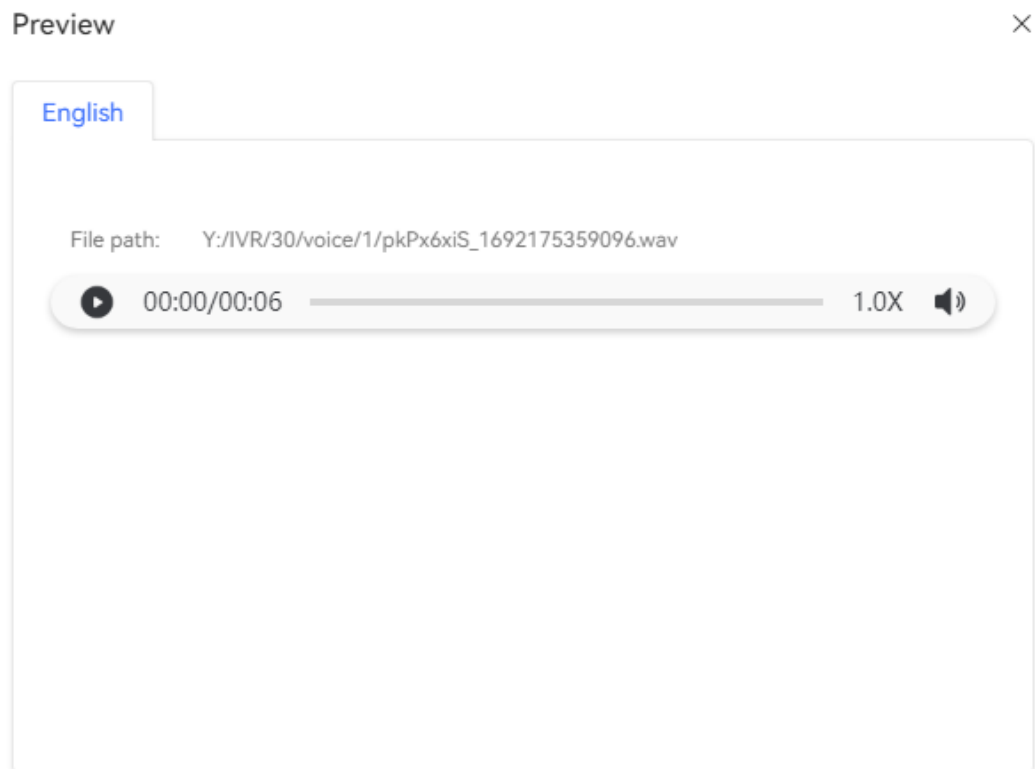 Preview
English
File path: Y:/IVR/30/voice/1/pkPx6xiS_1692175359096.wav
00:00/00:06 1.0X